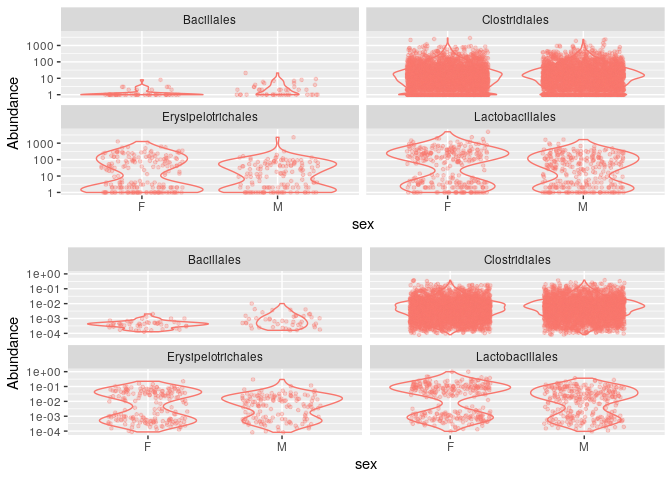 Bacillales Clostridiales
1000
100
10
1
Erysipelotrichales Lactobacillales
1000
100
10
1
Abundance
F M F M
sex
Bacillales Clostridiales
1e+00
1e-01
1e-02
1e-03
1e-04
Erysipelotrichales Lactobacillales
1e+00
1e-01
1e-02
1e-03
1e-04
Abundance
F M F M
sex